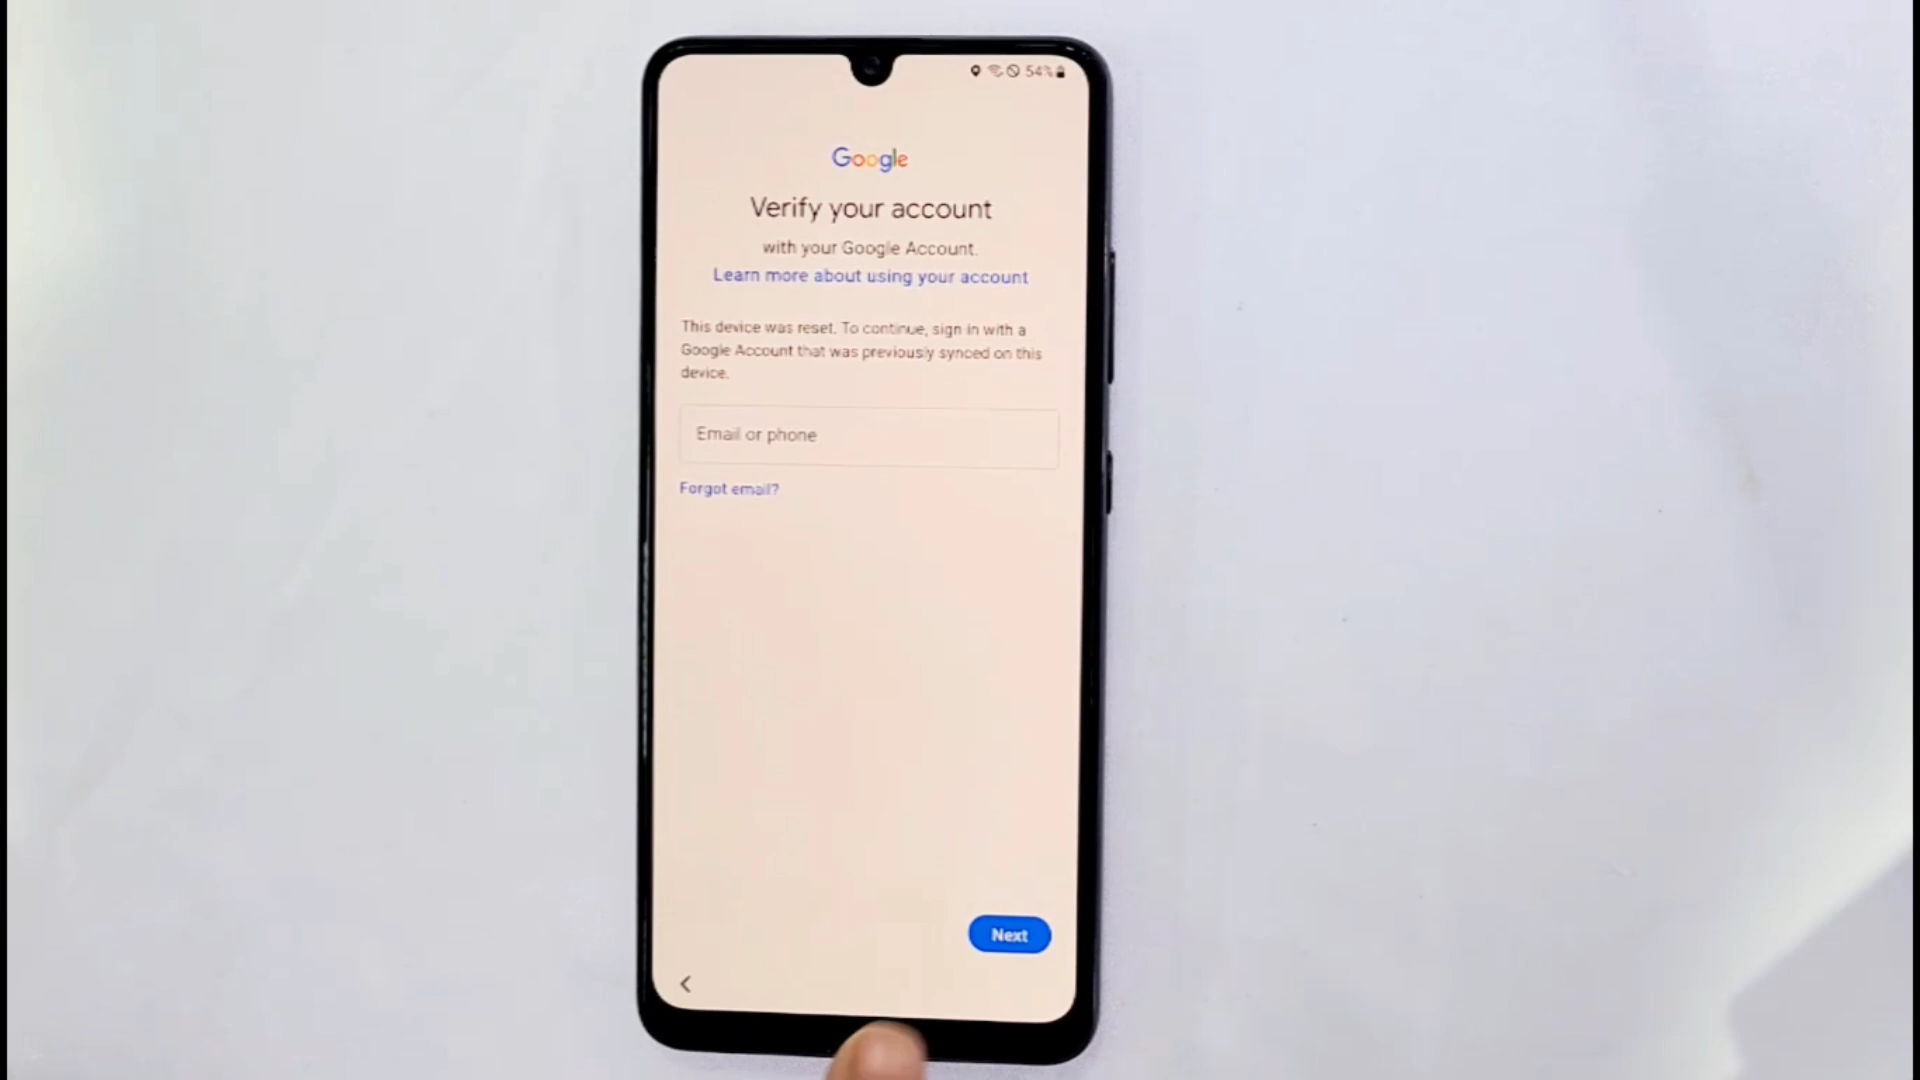 54%
Google
Verify your account
with your Google Account.
Learn more about using your account
This device was reset. To continue, sign in with a
Google Account that was previously synced on this
device.
Email or phone
Forgot email?
Next